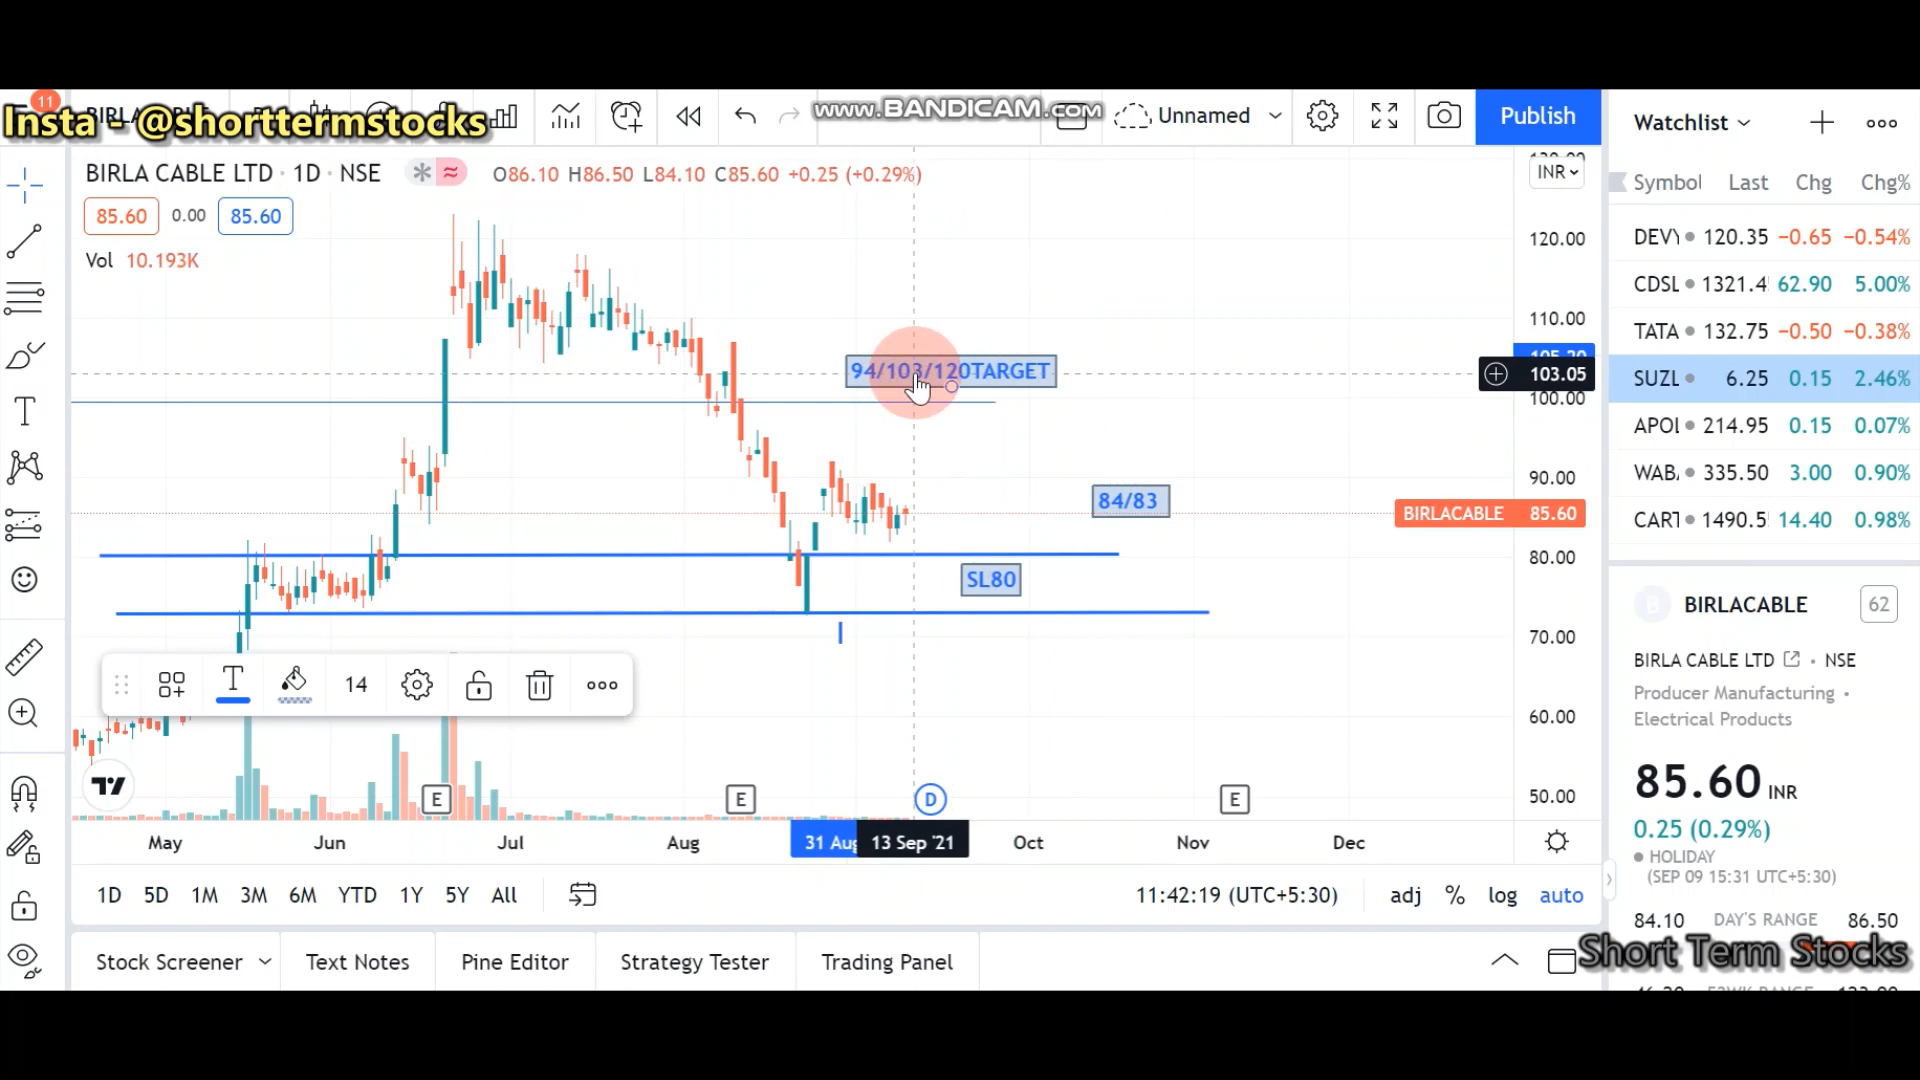 11
Insta - @shorttermstocks
www.BANDICAM.com
Unnamed
Publish
Watchlist
BIRLA CABLE LTD · 1D · NSE
O86.10 H86.50 L84.10 C85.60 +0.25 (+0.29%)
INR
85.60 0.00 85.60
Vol 10.193K
Symbol Last Chg Chg%
DEVY 120.35 −0.65 −0.54%
CDSL 1321.4 62.90 5.00%
TATA 132.75 −0.50 −0.38%
SUZL 6.25 0.15 2.46%
APOL 214.95 0.15 0.07%
WAB 335.50 3.00 0.90%
CART 1490.5 14.40 0.98%
120.00
110.00
103.05
100.00
90.00
80.00
70.00
60.00
50.00
94/103/120TARGET
84/83
BIRLACABLE 85.60
SL80
14
E E D E
May Jun Jul Aug 31 Aug 13 Sep '21 Oct Nov Dec
1D 5D 1M 3M 6M YTD 1Y 5Y All
11:42:19 (UTC+5:30)
adj % log auto
Stock Screener Text Notes Pine Editor Strategy Tester Trading Panel
BIRLACABLE 62
BIRLA CABLE LTD · NSE
Producer Manufacturing ·
Electrical Products
85.60 INR
0.25 (0.29%)
HOLIDAY
(SEP 09 15:31 UTC+5:30)
84.10 DAY'S RANGE 86.50
Short Term Stocks